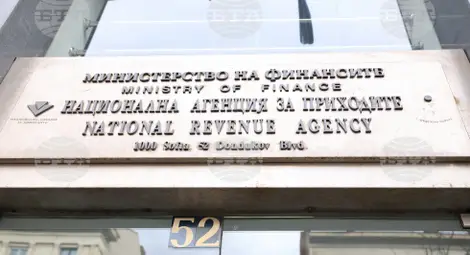 МИНИСТЕРСТВО НА ФИНАНСИТЕ
MINISTRY OF FINANCE
НАЦИОНАЛНА АГЕНЦИЯ ЗА ПРИХОДИТЕ
NATIONAL REVENUE AGENCY
1000 Sofia, 52 Dondukov Blvd.
52